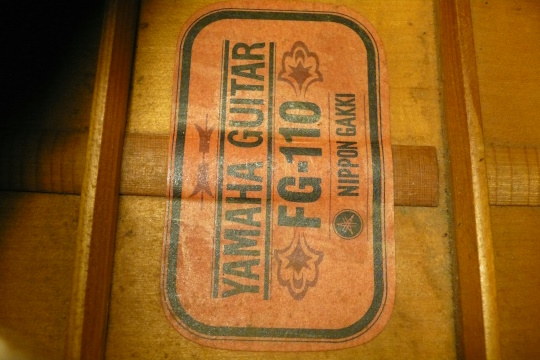 YAMAHA GUITAR
FG-110
NIPPON GAKKI